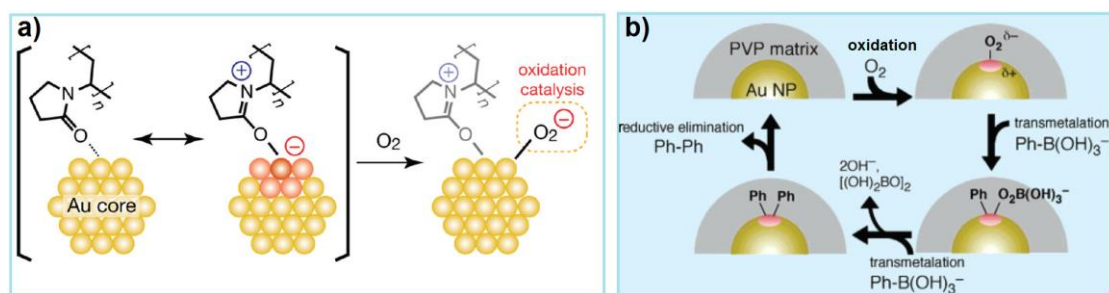 a)
N
n
O
Au core
⊕
N
n
O
⊖
O₂
N
⊕
n
O
oxidation
catalysis
O₂
⊖
b)
PVP matrix
Au NP
oxidation
O₂
O₂ δ−
δ+
transmetalation
Ph-B(OH)₃⁻
Ph O₂B(OH)₃⁻
transmetalation
Ph-B(OH)₃⁻
2OH⁻,
[(OH)₂BO]₂
Ph Ph
reductive elimination
Ph-Ph